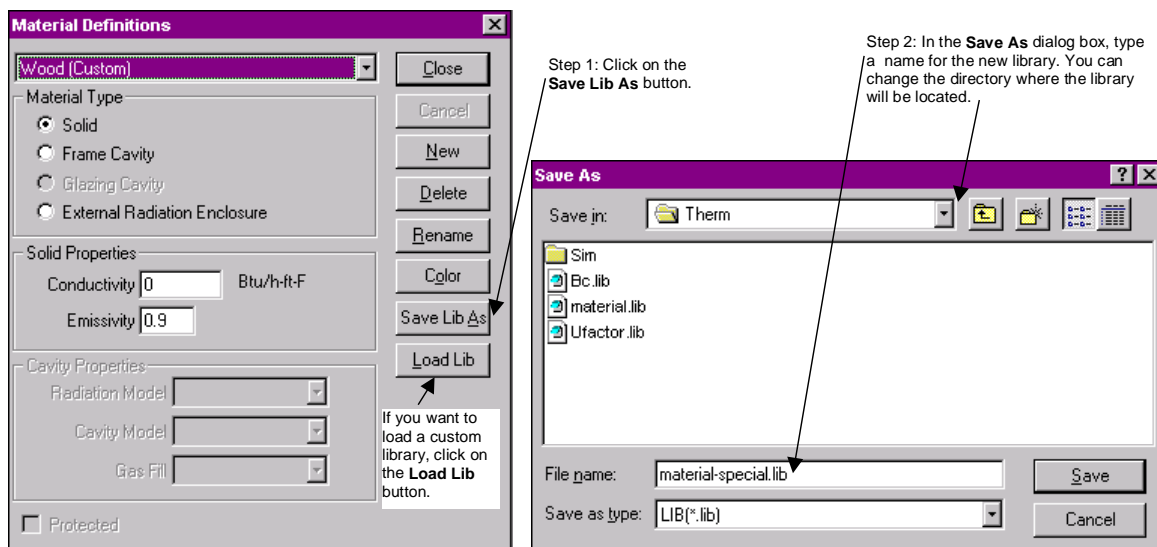 Material Definitions
Wood (Custom)
Material Type
Solid
Frame Cavity
Glazing Cavity
External Radiation Enclosure
Solid Properties
Conductivity 0 Btu/h-ft-F
Emissivity 0.9
Cavity Properties
Radiation Model
Cavity Model
Gas Fill
Protected
Close
Cancel
New
Delete
Rename
Color
Save Lib As
Load Lib
If you want to
load a custom
library, click on
the Load Lib
button.
Step 1: Click on the
Save Lib As button.
Step 2: In the Save As dialog box, type
a name for the new library. You can
change the directory where the library
will be located.
Save As
Save in: Therm
Sim
Bc.lib
material.lib
Ufactor.lib
File name: material-special.lib
Save
Save as type: LIB(*.lib)
Cancel